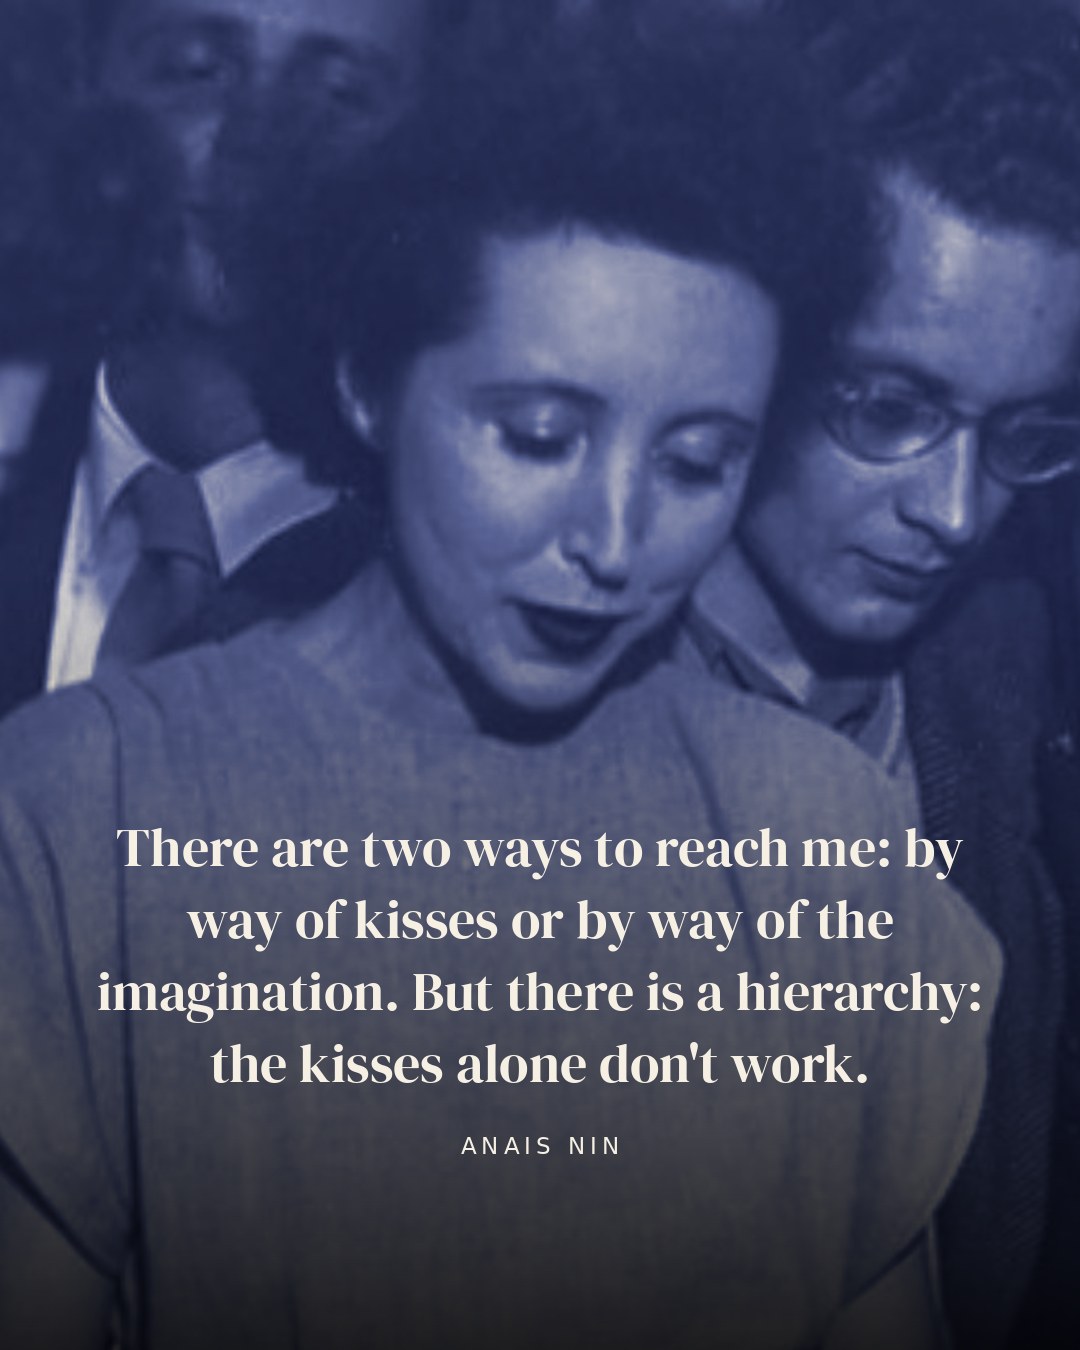 There are two ways to reach me: by
way of kisses or by way of the
imagination. But there is a hierarchy:
the kisses alone don't work.
ANAIS NIN